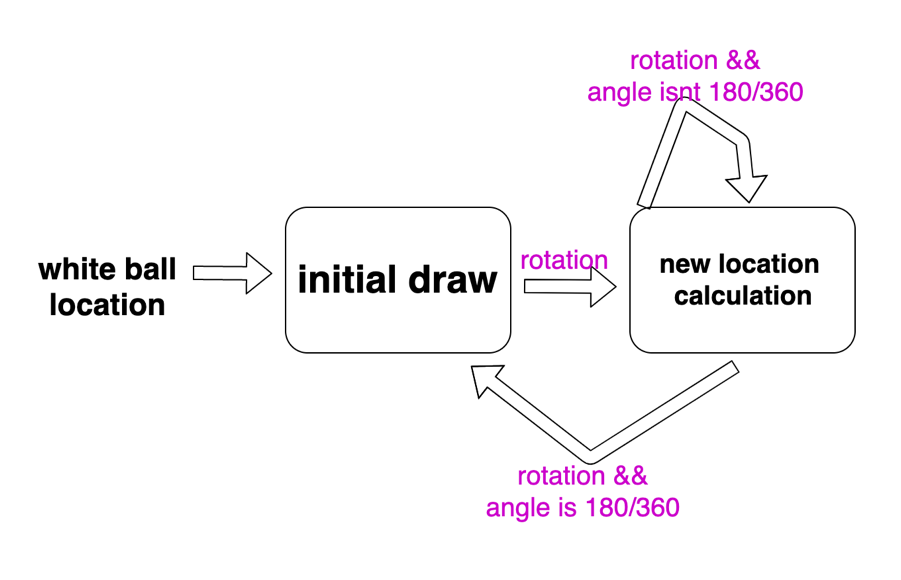 rotation &&
angle isnt 180/360
white ball
location
initial draw
rotation
new location
calculation
rotation &&
angle is 180/360